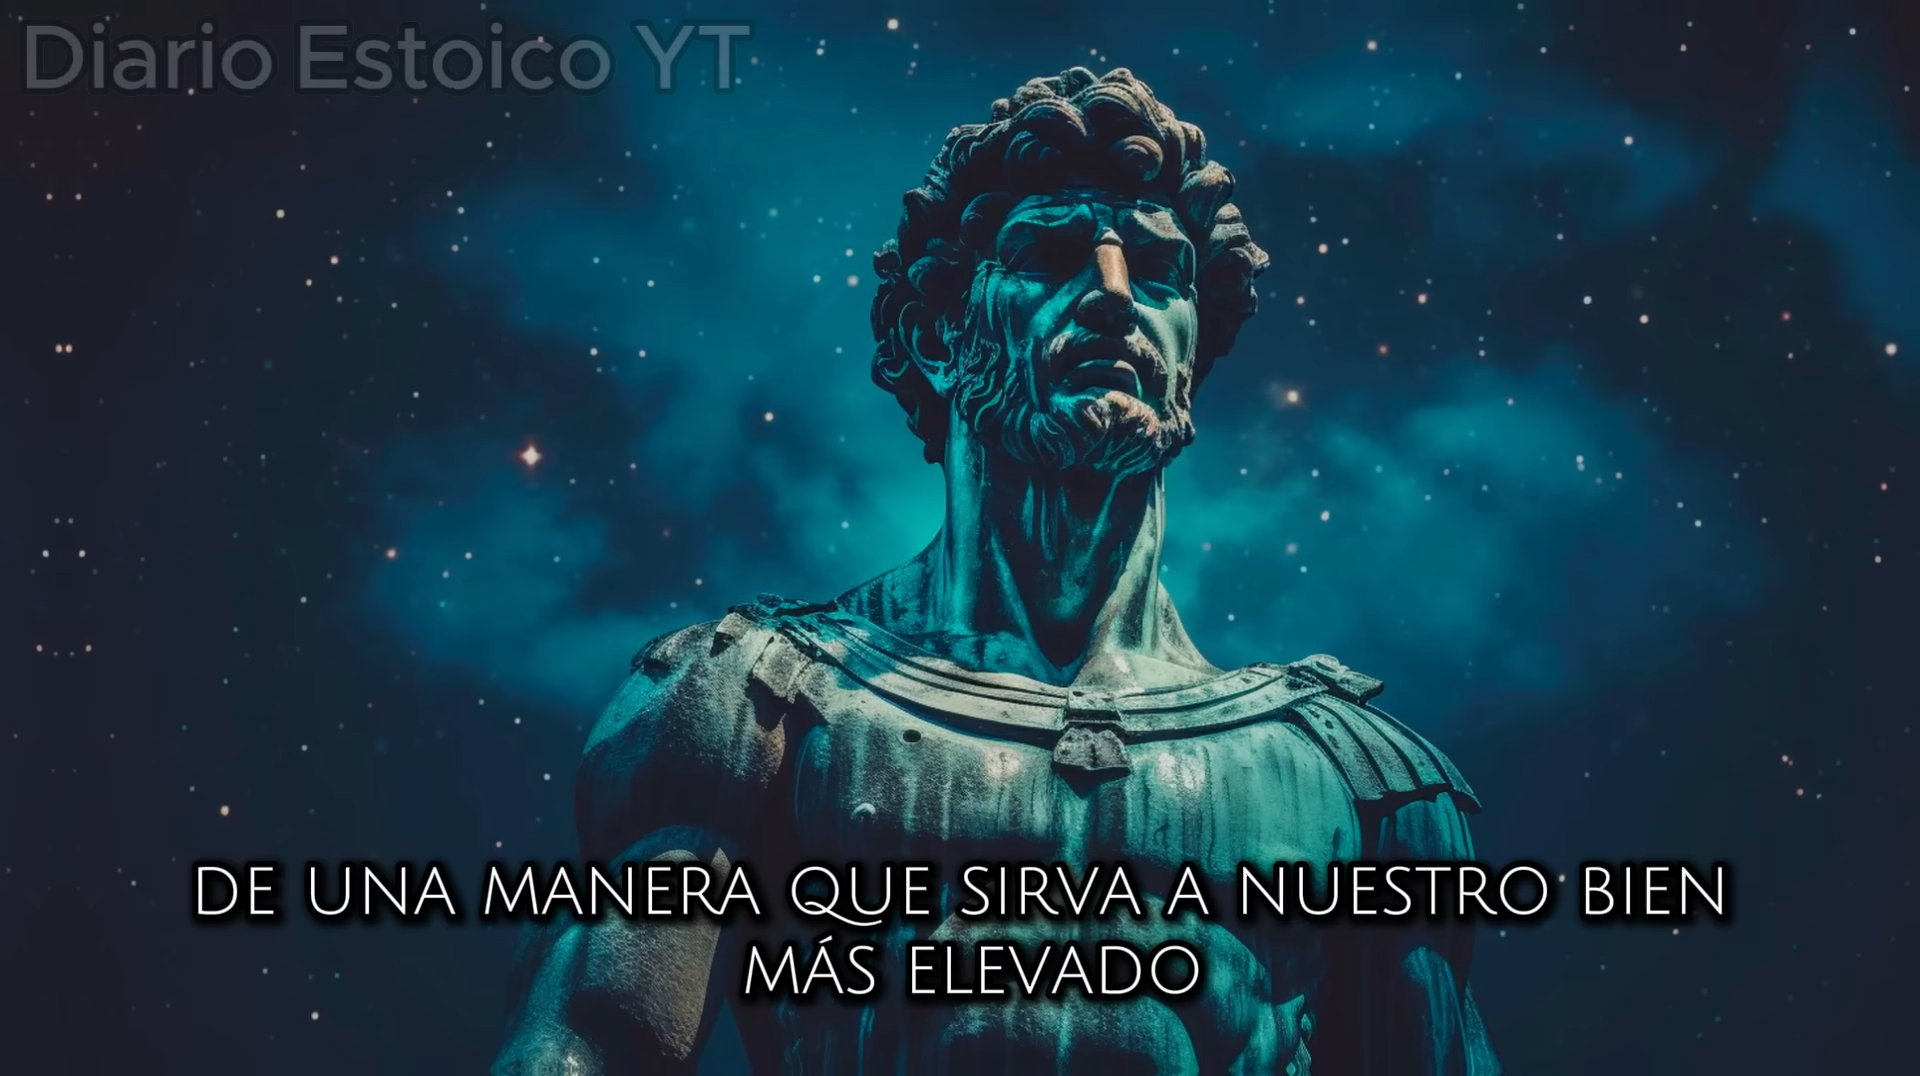 Diario Estoico YT
DE UNA MANERA QUE SIRVA A NUESTRO BIEN
MÁS ELEVADO